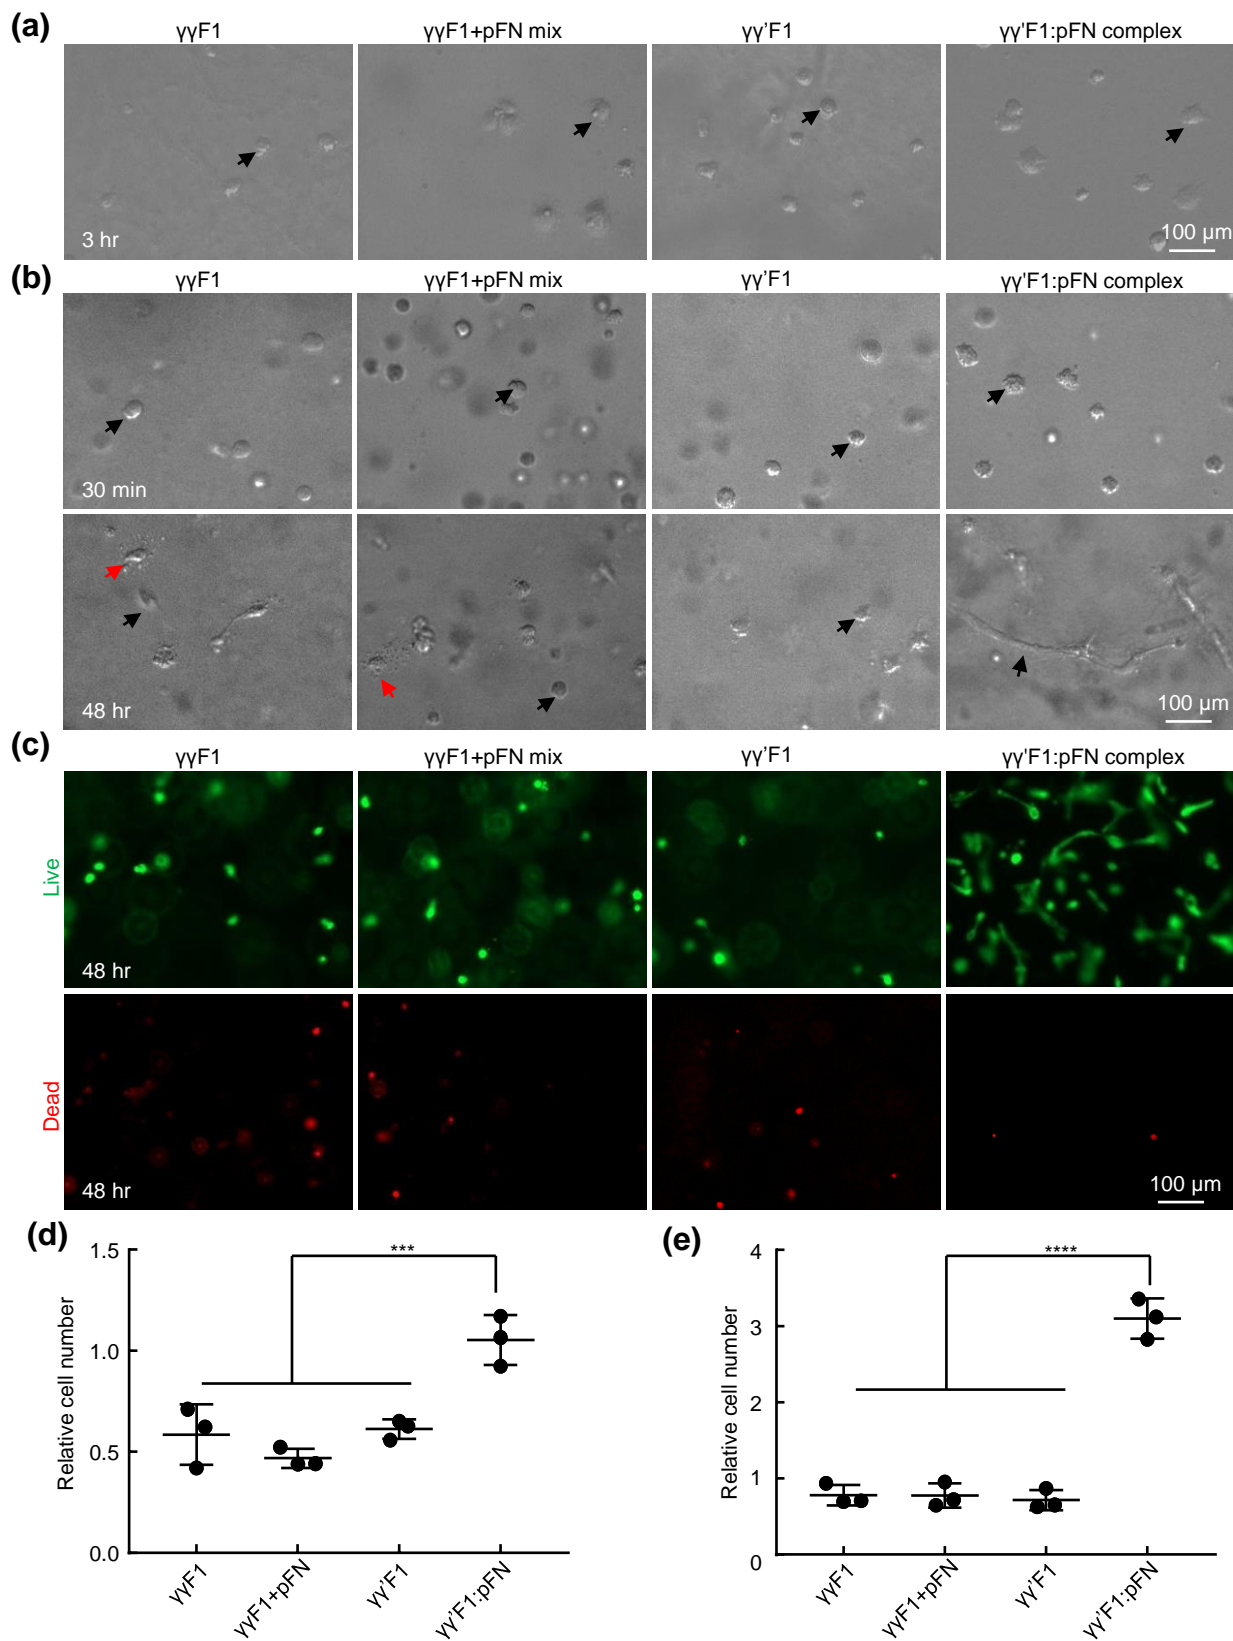 (a)
γγF1 γγF1+pFN mix γγ'F1 γγ'F1:pFN complex
3 hr 100 µm
(b)
γγF1 γγF1+pFN mix γγ'F1 γγ'F1:pFN complex
30 min
48 hr 100 µm
(c)
γγF1 γγF1+pFN mix γγ'F1 γγ'F1:pFN complex
Live
48 hr
Dead
48 hr 100 µm
(d)
Relative cell number
1.5
1.0
0.5
0.0
***
γγF1 γγF1+pFN γγ'F1 γγ'F1:pFN
(e)
Relative cell number
4
3
2
1
0
****
γγF1 γγF1+pFN γγ'F1 γγ'F1:pFN